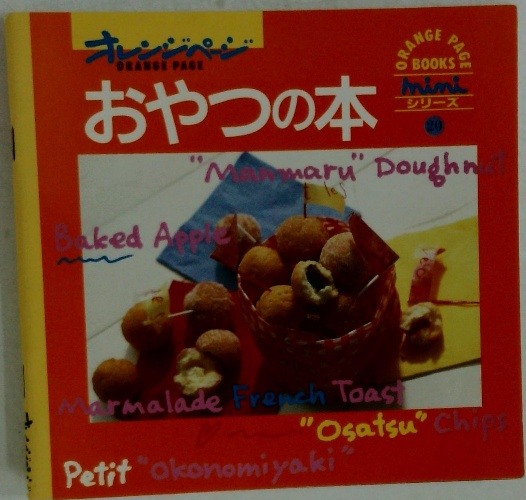 オレンジページ
ORANGE PAGE
ORANGE PAGE
BOOKS
mini
シリーズ
20
おやつの本
"Manmaru" Doughnut
Baked Apple
Marmalade French Toast
"Osatsu" Chips
Petit "Okonomiyaki"